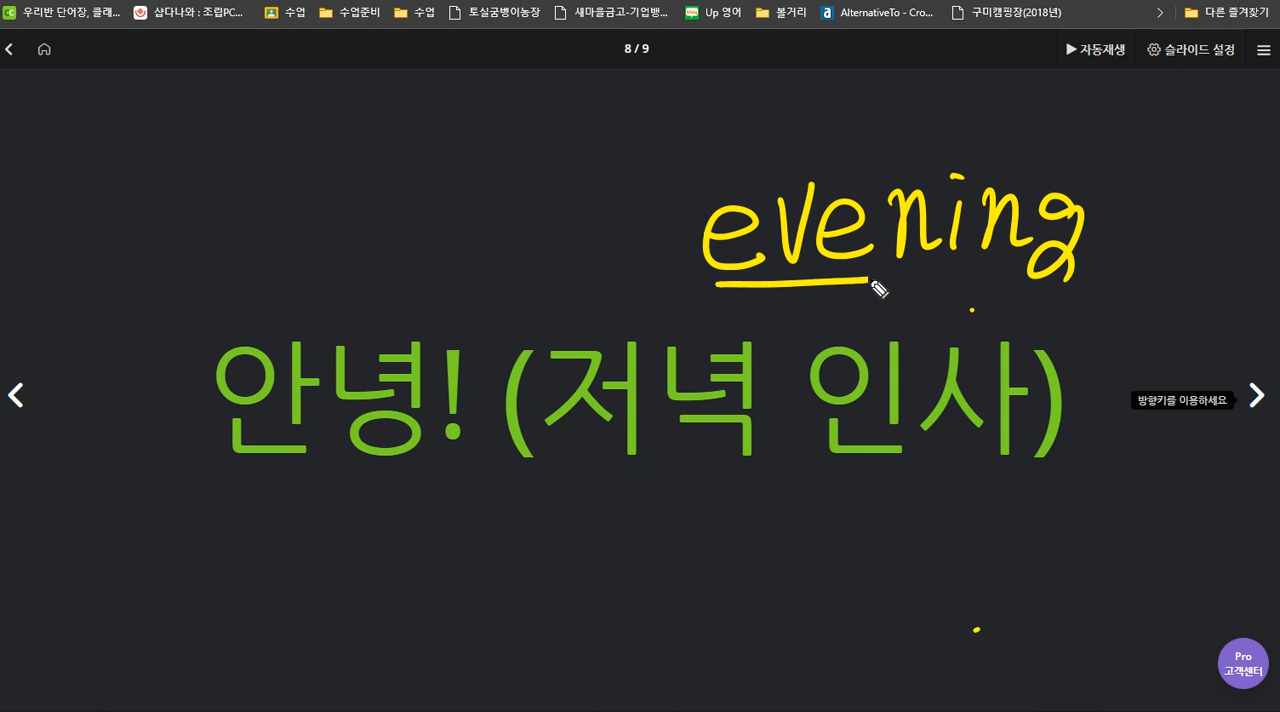 우리반 단어장, 클래... 샵다나와 : 조립PC... 수업 수업준비 수업 토실굼벵이농장 새마을금고-기업뱅... Up 영어 볼거리 AlternativeTo - Cro... 구미캠핑장(2018년) 다른 즐겨찾기
8 / 9 자동재생 슬라이드 설정
evening
안녕! (저녁 인사)
방향키를 이용하세요
Pro
고객센터